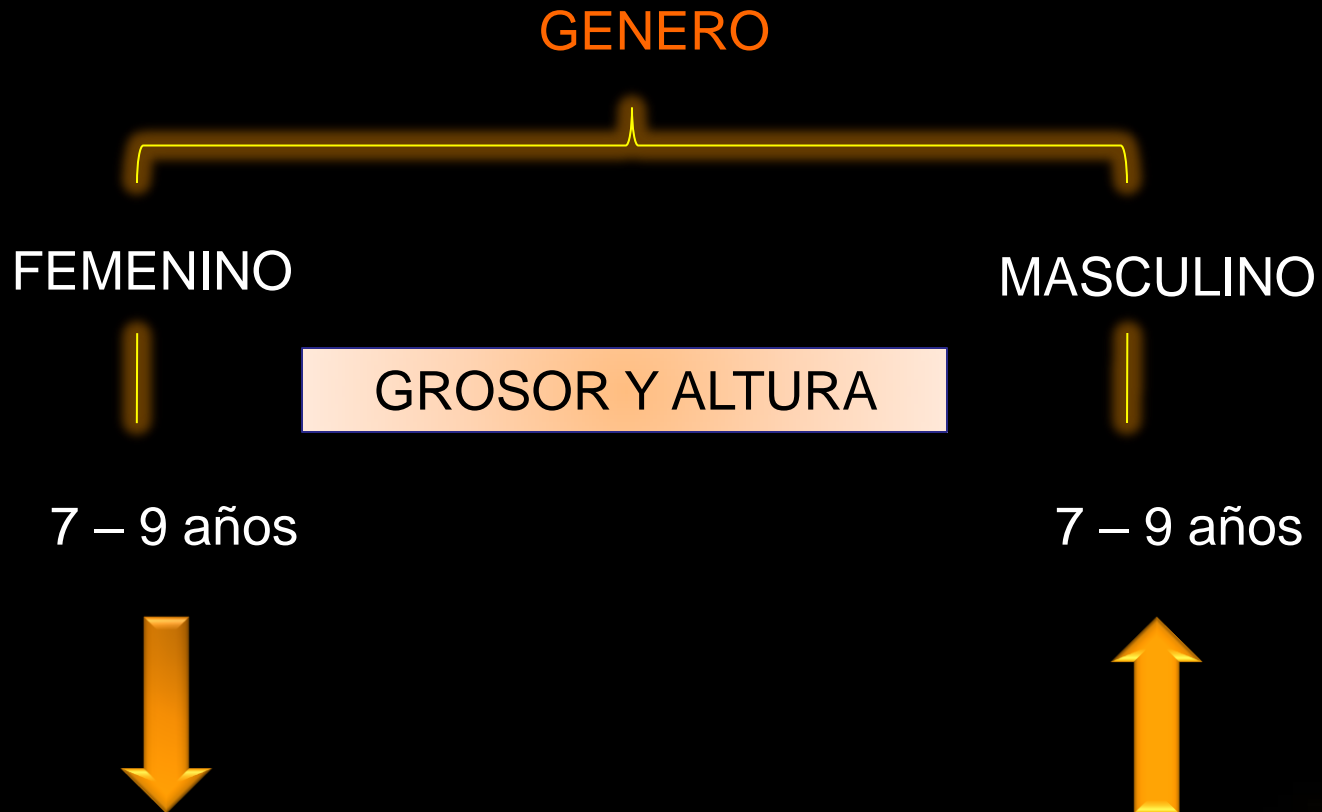 GENERO
FEMENINO
MASCULINO
GROSOR Y ALTURA
7 – 9 años
7 – 9 años